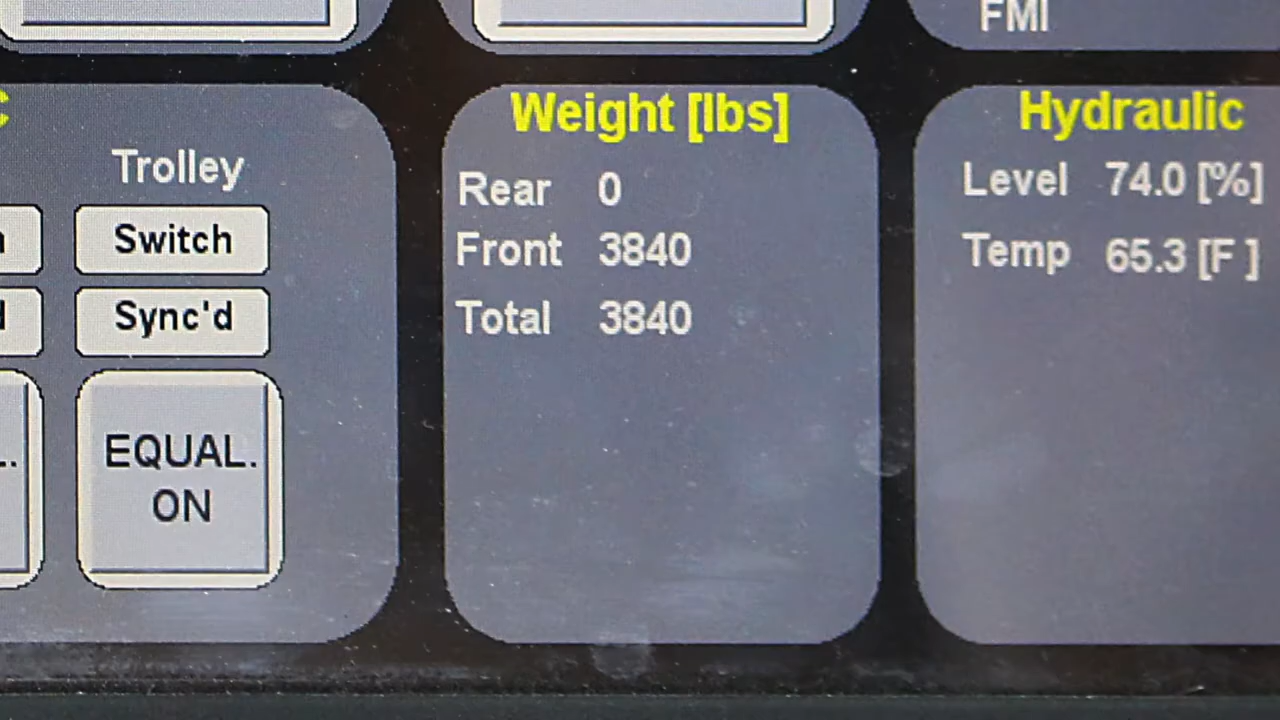 FMI
Trolley
Switch
Sync'd
EQUAL.
ON
Weight [lbs]
Rear 0
Front 3840
Total 3840
Hydraulic
Level 74.0 [%]
Temp 65.3 [F ]